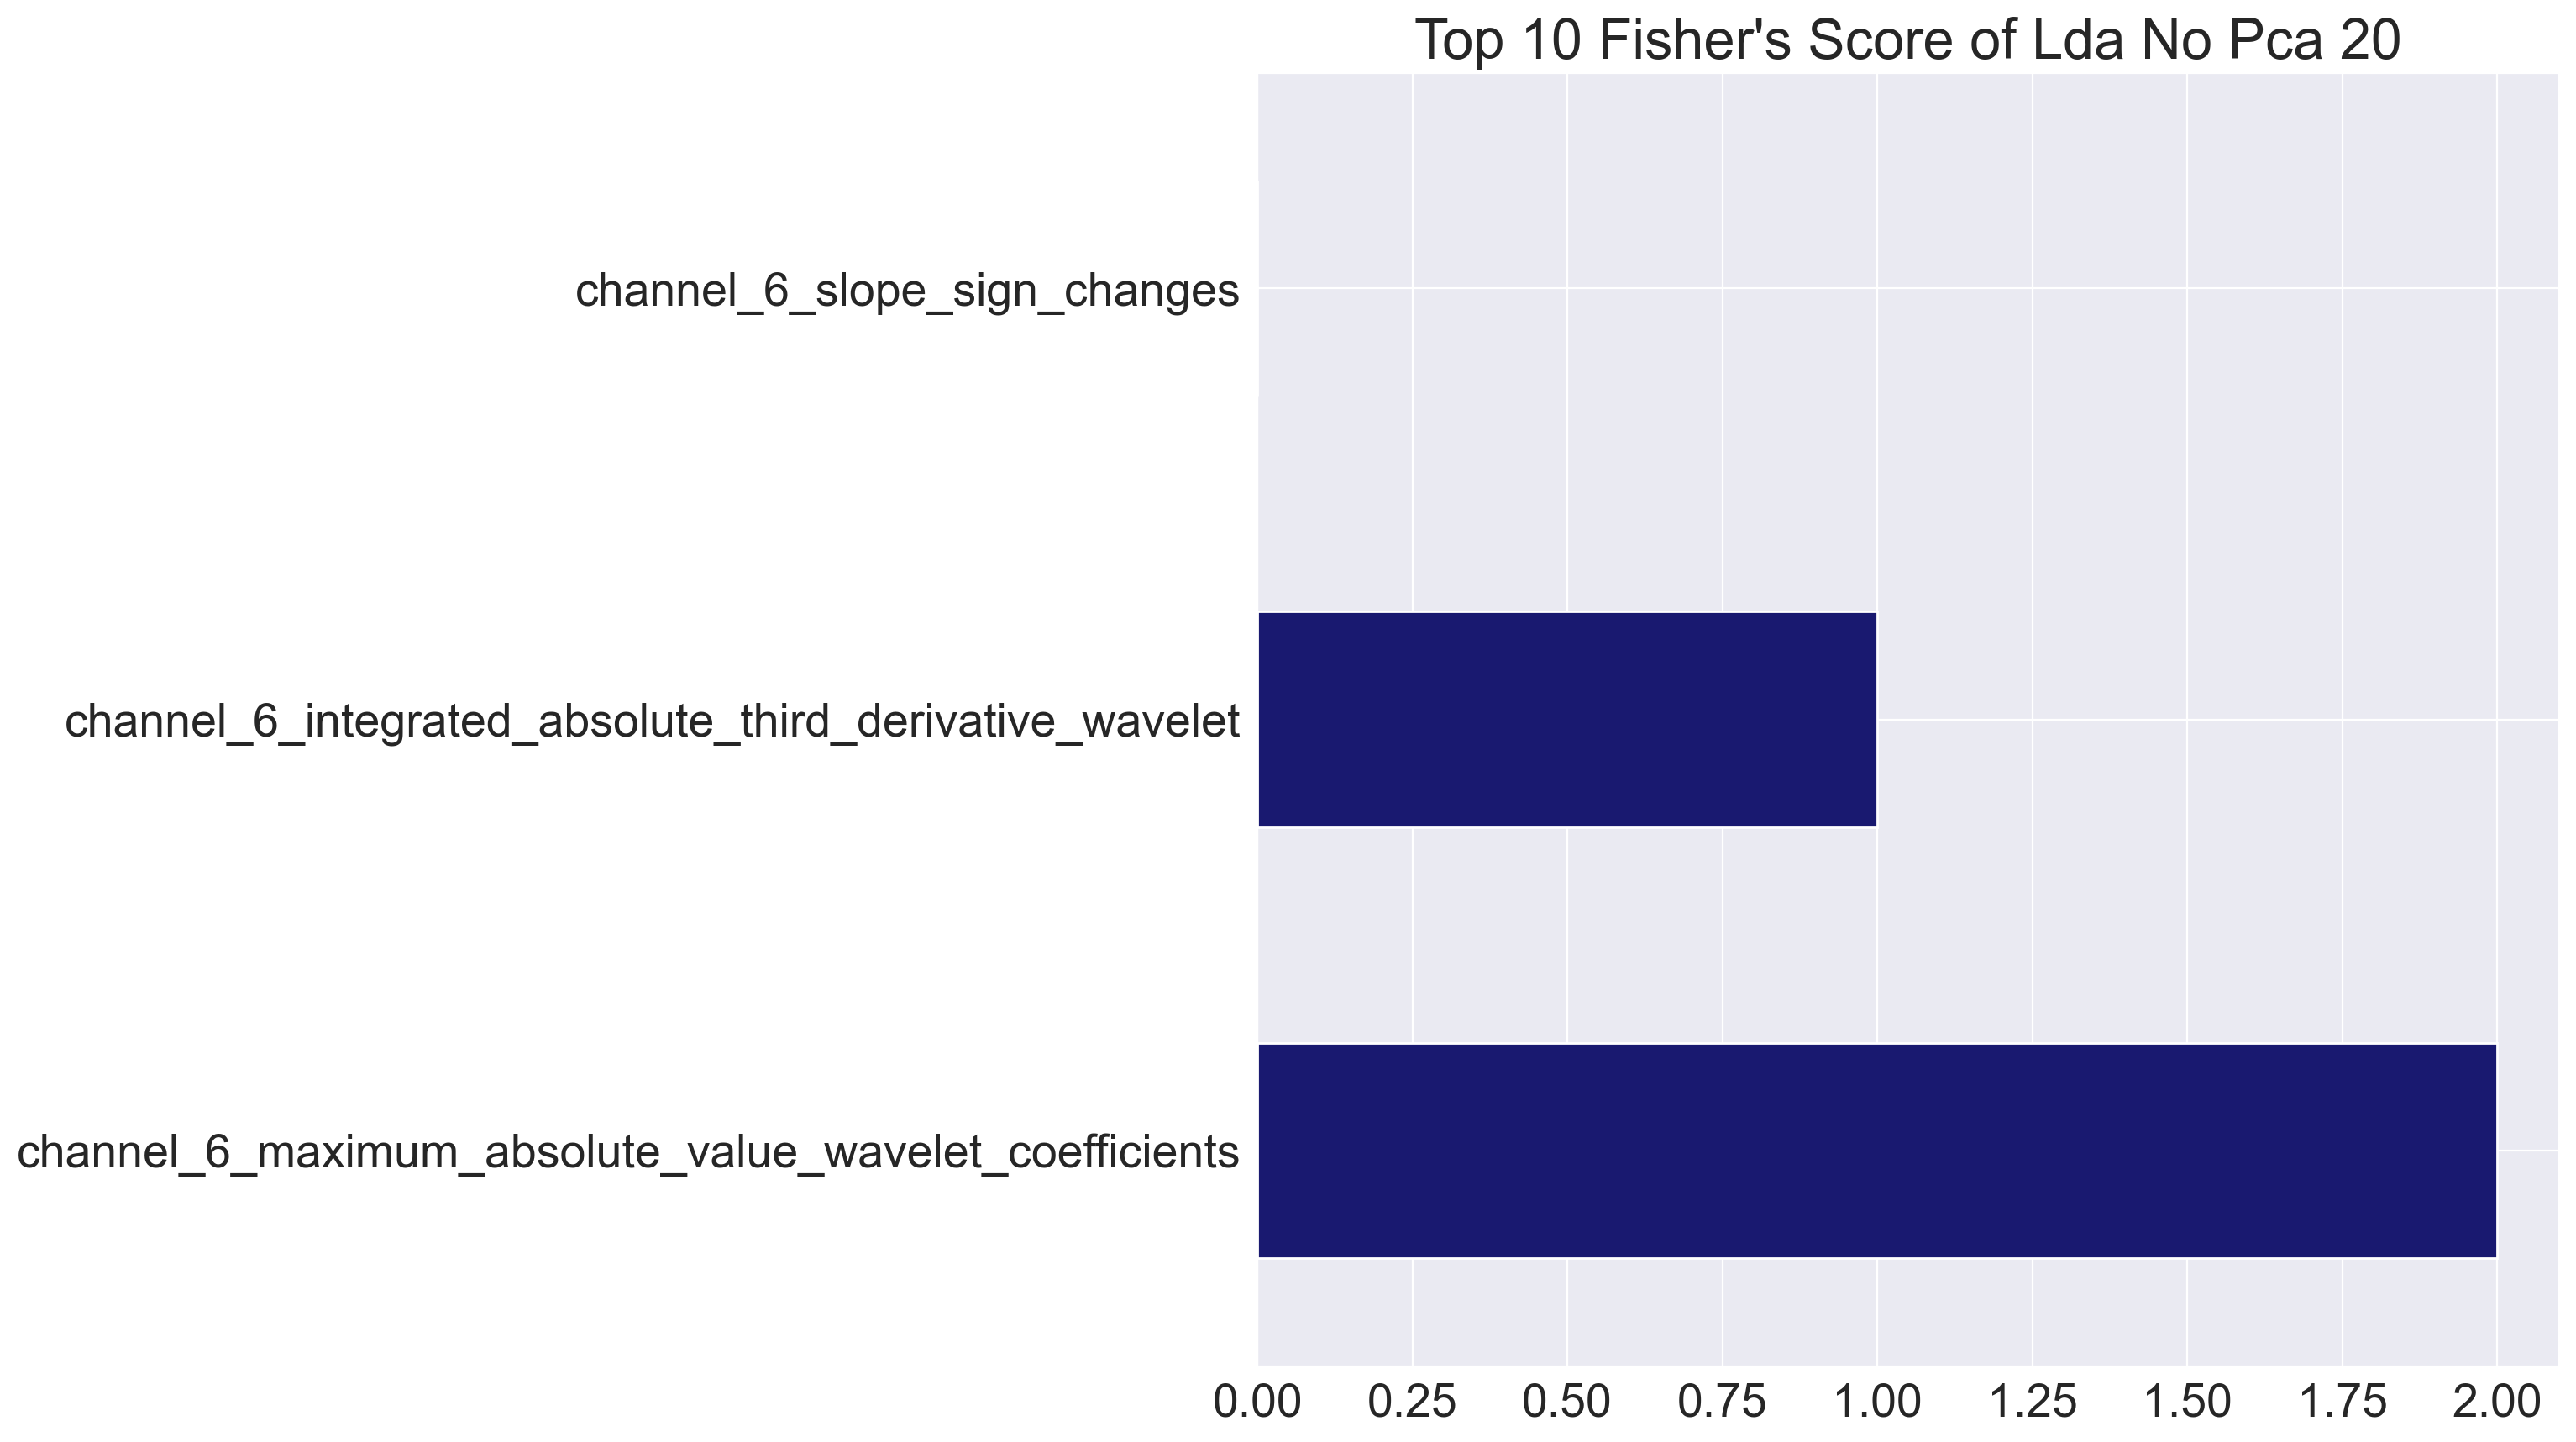 Top 10 Fisher's Score of Lda No Pca 20
channel_6_slope_sign_changes
channel_6_integrated_absolute_third_derivative_wavelet
channel_6_maximum_absolute_value_wavelet_coefficients
0.00 0.25 0.50 0.75 1.00 1.25 1.50 1.75 2.00